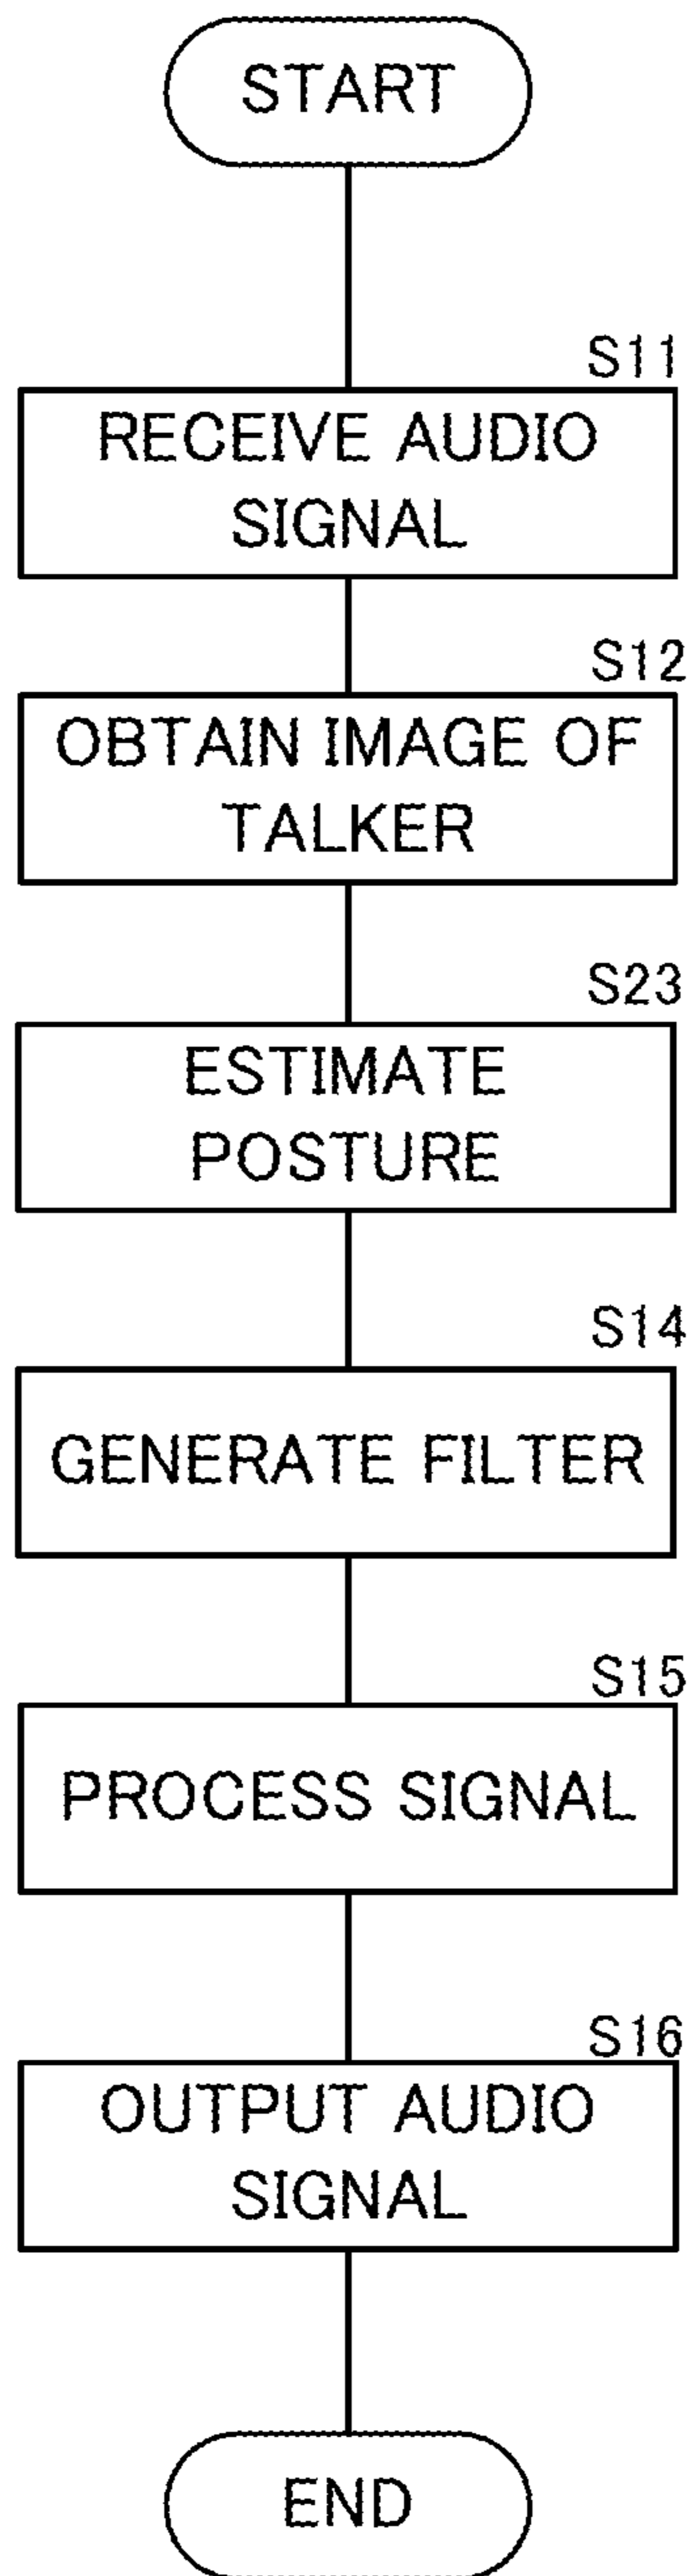 START
S11
RECEIVE AUDIO
SIGNAL
S12
OBTAIN IMAGE OF
TALKER
S23
ESTIMATE
POSTURE
S14
GENERATE FILTER
S15
PROCESS SIGNAL
S16
OUTPUT AUDIO
SIGNAL
END